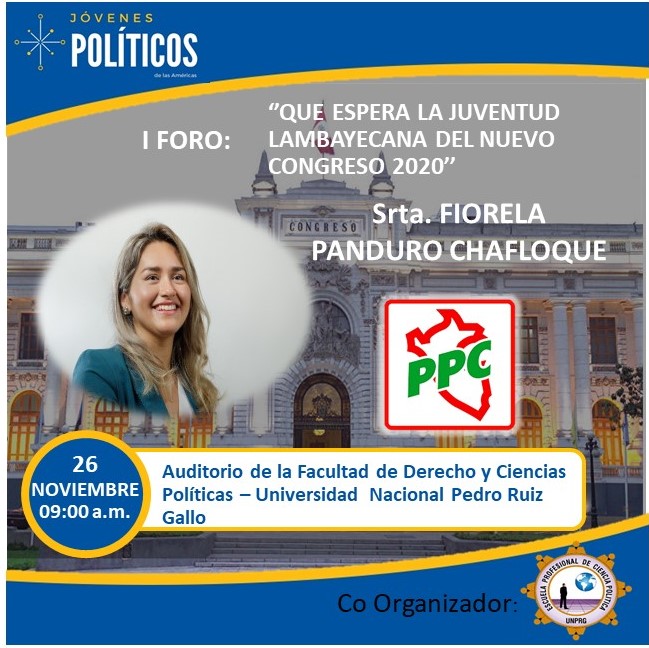 JÓVENES
POLÍTICOS
de las Américas
I FORO:
‘’QUE ESPERA LA JUVENTUD
LAMBAYECANA DEL NUEVO
CONGRESO 2020’’
CONGRESO
Srta. FIORELA
PANDURO CHAFLOQUE
PPC
26
NOVIEMBRE
09:00 a.m.
Auditorio de la Facultad de Derecho y Ciencias
Políticas – Universidad Nacional Pedro Ruiz
Gallo
Co Organizador:
ESCUELA PROFESIONAL DE CIENCIA POLITICA
UNPRG